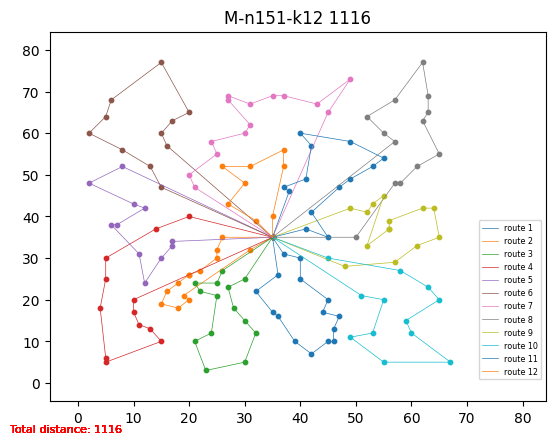 M-n151-k12 1116
80
70
60
50
40
30
20
10
0
0 10 20 30 40 50 60 70 80
route 1
route 2
route 3
route 4
route 5
route 6
route 7
route 8
route 9
route 10
route 11
route 12
Total distance: 1116